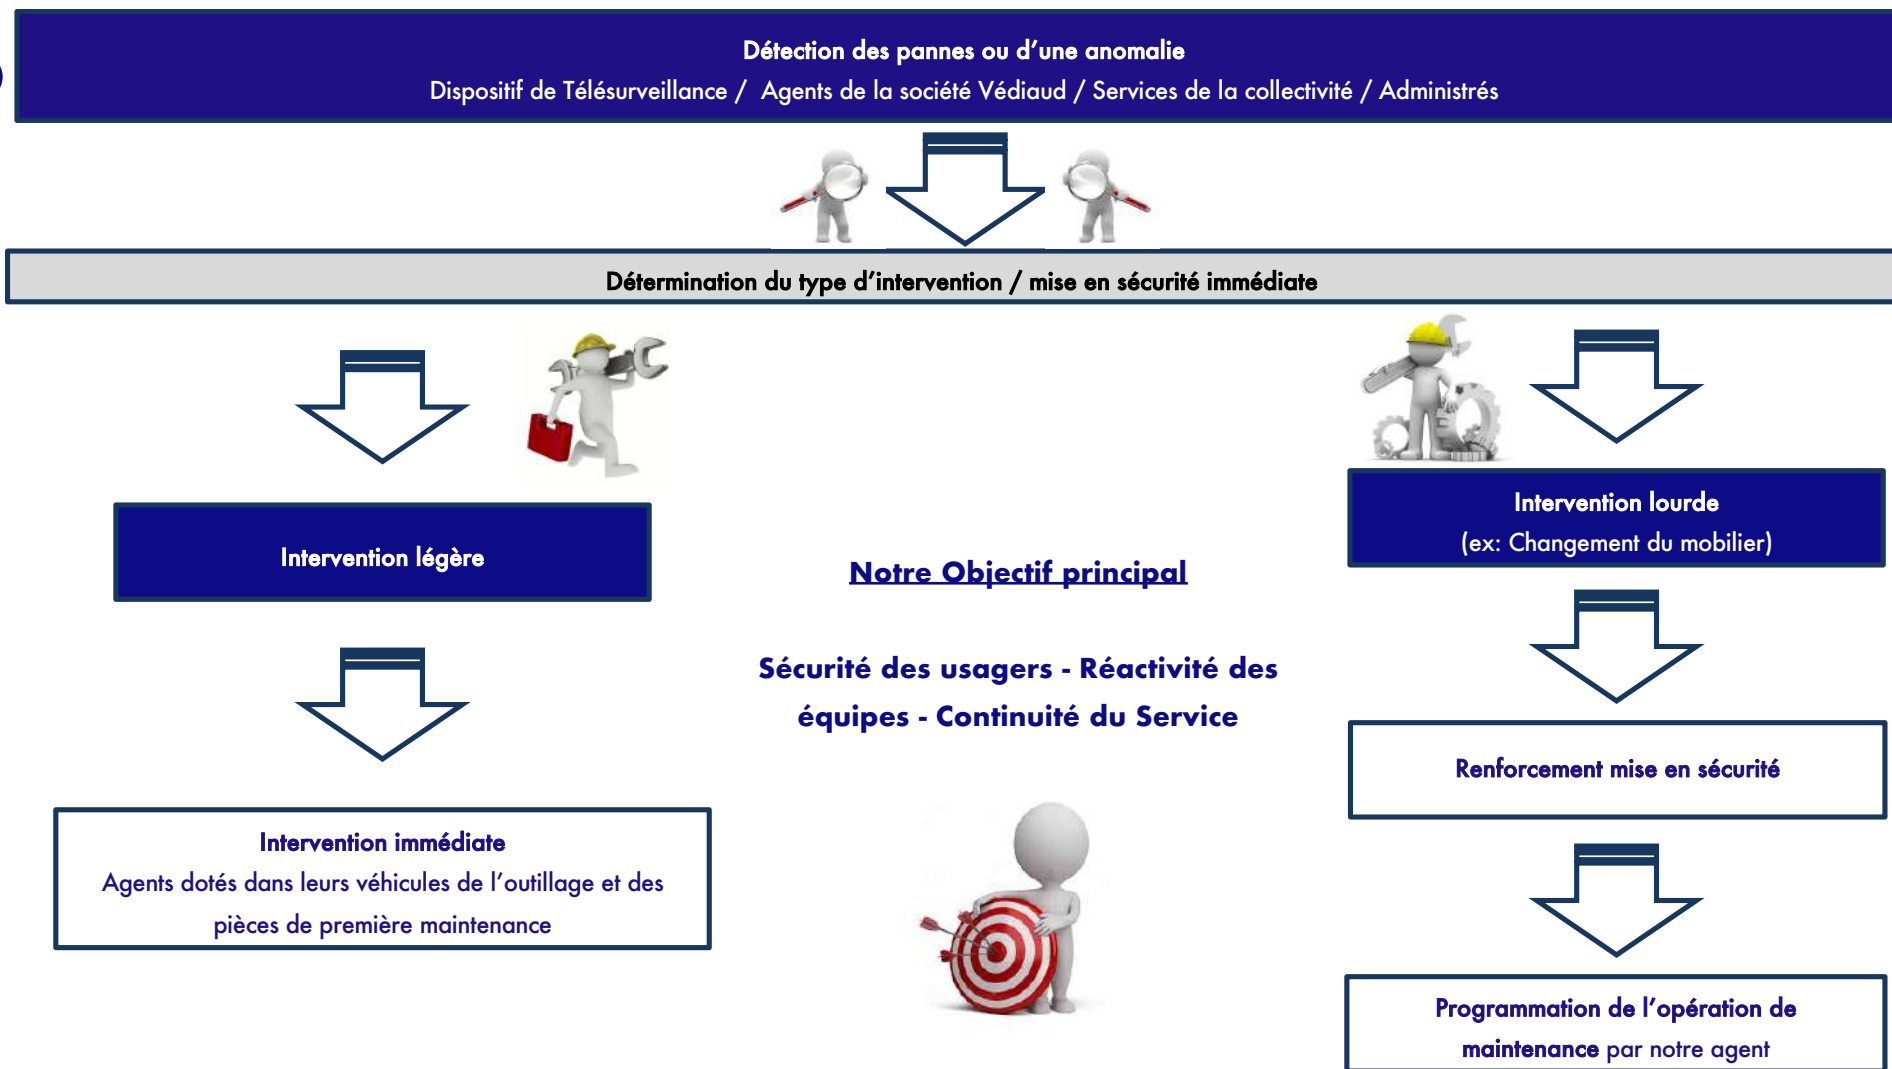 Détection des pannes ou d'une anomalie
Dispositif de Télésurveillance / Agents de la société Védiaud / Services de la collectivité / Administrés
Détermination du type d'intervention / mise en sécurité immédiate
Intervention légère
Intervention immédiate
Agents dotés dans leurs véhicules de l'outillage et des
pièces de première maintenance
Notre Objectif principal
Sécurité des usagers - Réactivité des
équipes - Continuité du Service
Intervention lourde
(ex: Changement du mobilier)
Renforcement mise en sécurité
Programmation de l'opération de
maintenance par notre agent